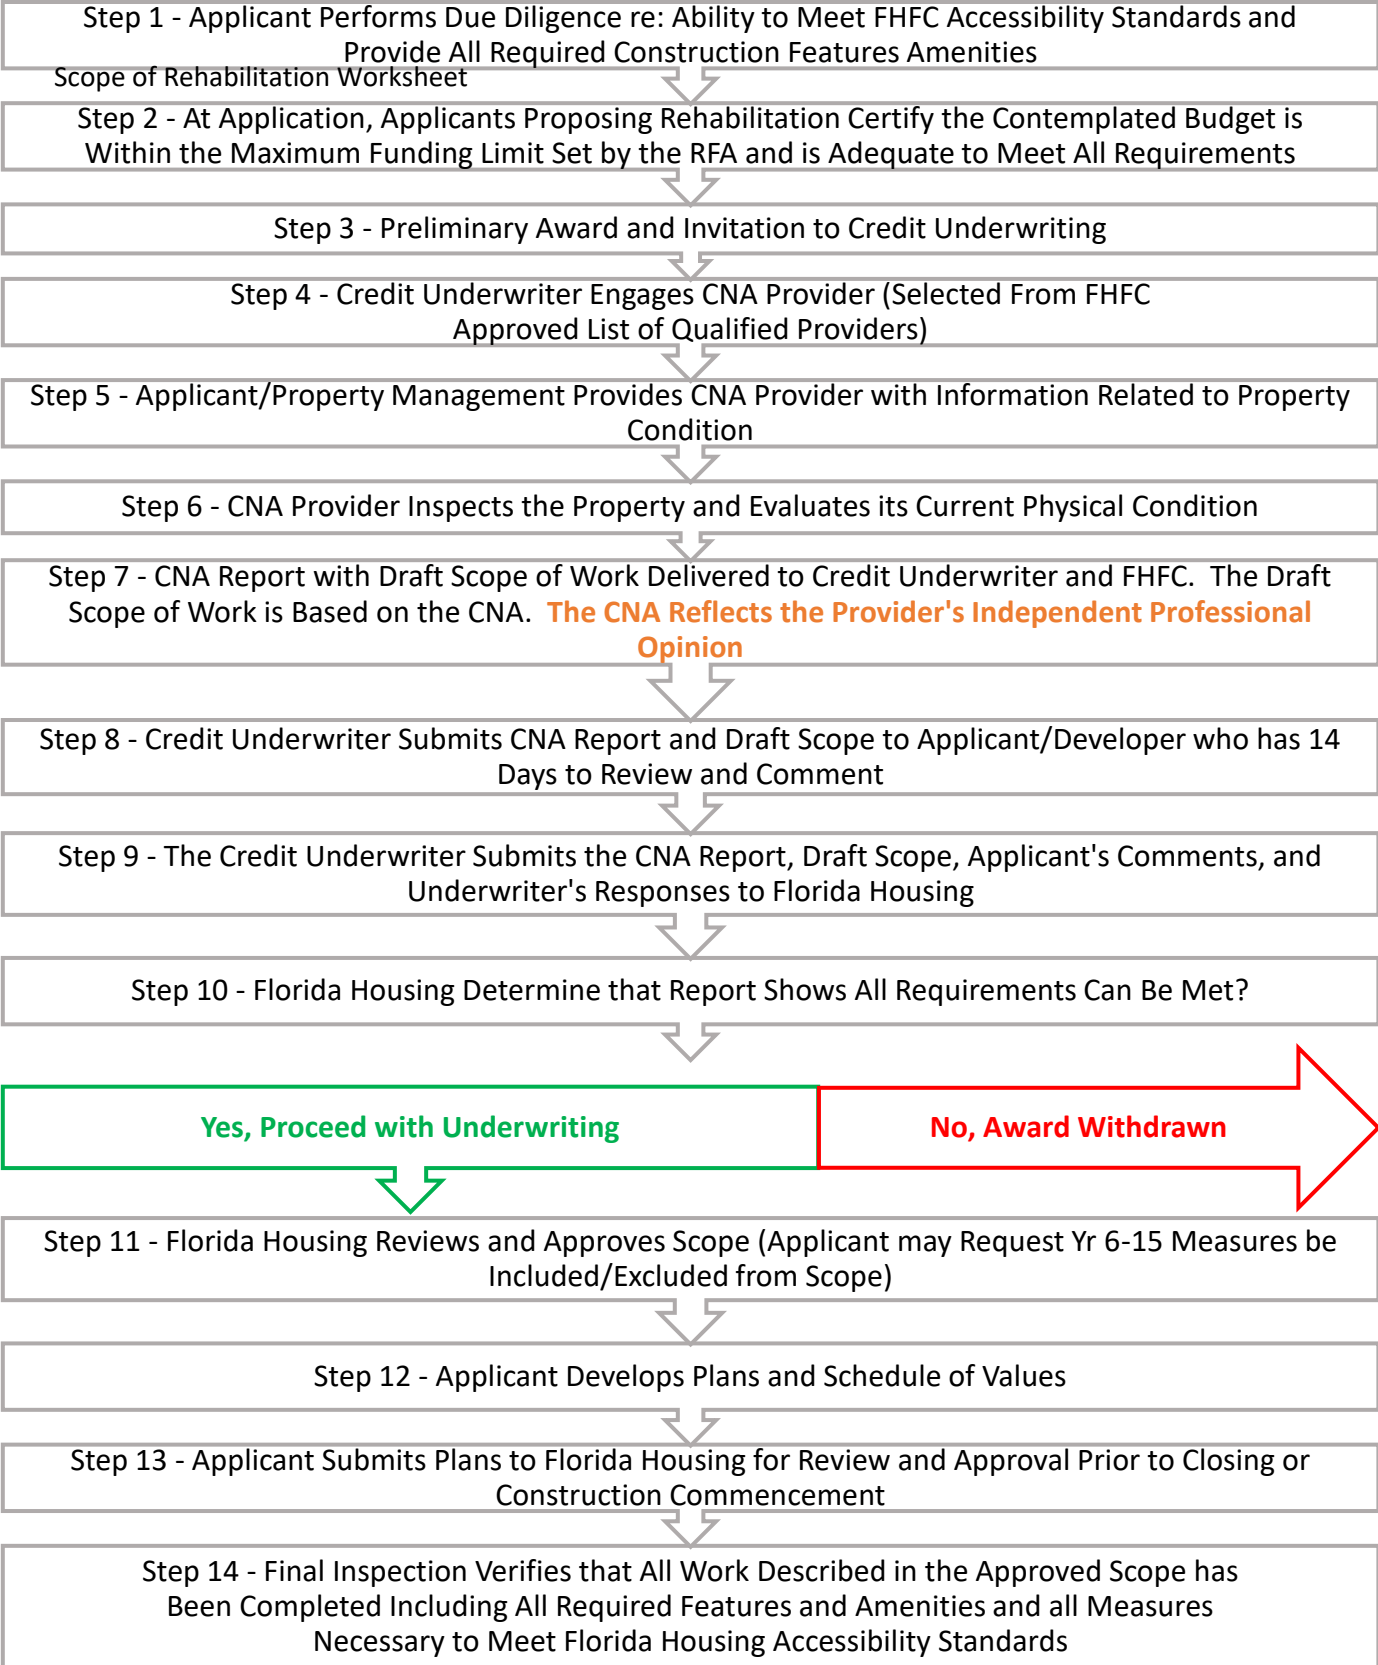 Step 1 - Applicant Performs Due Diligence re: Ability to Meet FHFC Accessibility Standards and
Provide All Required Construction Features Amenities
Scope of Rehabilitation Worksheet
Step 2 - At Application, Applicants Proposing Rehabilitation Certify the Contemplated Budget is
Within the Maximum Funding Limit Set by the RFA and is Adequate to Meet All Requirements
Step 3 - Preliminary Award and Invitation to Credit Underwriting
Step 4 - Credit Underwriter Engages CNA Provider (Selected From FHFC
Approved List of Qualified Providers)
Step 5 - Applicant/Property Management Provides CNA Provider with Information Related to Property
Condition
Step 6 - CNA Provider Inspects the Property and Evaluates its Current Physical Condition
Step 7 - CNA Report with Draft Scope of Work Delivered to Credit Underwriter and FHFC.  The Draft
Scope of Work is Based on the CNA.  The CNA Reflects the Provider's Independent Professional
Opinion
Step 8 - Credit Underwriter Submits CNA Report and Draft Scope to Applicant/Developer who has 14
Days to Review and Comment
Step 9 - The Credit Underwriter Submits the CNA Report, Draft Scope, Applicant's Comments, and
Underwriter's Responses to Florida Housing
Step 10 - Florida Housing Determine that Report Shows All Requirements Can Be Met?
Yes, Proceed with Underwriting
No, Award Withdrawn
Step 11 - Florida Housing Reviews and Approves Scope (Applicant may Request Yr 6-15 Measures be
Included/Excluded from Scope)
Step 12 - Applicant Develops Plans and Schedule of Values
Step 13 - Applicant Submits Plans to Florida Housing for Review and Approval Prior to Closing or
Construction Commencement
Step 14 - Final Inspection Verifies that All Work Described in the Approved Scope has
Been Completed Including All Required Features and Amenities and all Measures
Necessary to Meet Florida Housing Accessibility Standards